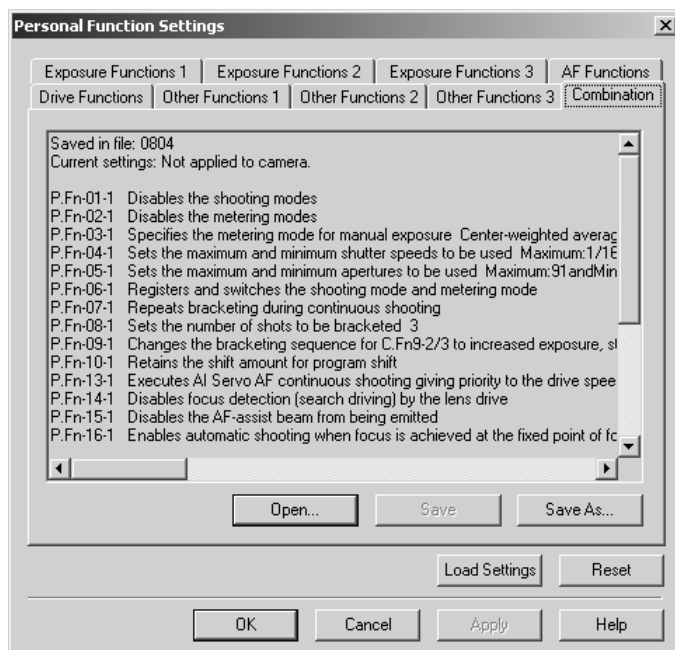 Personal Function Settings
Exposure Functions 1 Exposure Functions 2 Exposure Functions 3 AF Functions
Drive Functions Other Functions 1 Other Functions 2 Other Functions 3 Combination
Saved in file: 0804
Current settings: Not applied to camera.
P.Fn-01-1 Disables the shooting modes
P.Fn-02-1 Disables the metering modes
P.Fn-03-1 Specifies the metering mode for manual exposure Center-weighted averag
P.Fn-04-1 Sets the maximum and minimum shutter speeds to be used Maximum:1/16
P.Fn-05-1 Sets the maximum and minimum apertures to be used Maximum:91andMin
P.Fn-06-1 Registers and switches the shooting mode and metering mode
P.Fn-07-1 Repeats bracketing during continuous shooting
P.Fn-08-1 Sets the number of shots to be bracketed 3
P.Fn-09-1 Changes the bracketing sequence for C.Fn9-2/3 to increased exposure, st
P.Fn-10-1 Retains the shift amount for program shift
P.Fn-13-1 Executes AI Servo AF continuous shooting giving priority to the drive spee
P.Fn-14-1 Disables focus detection (search driving) by the lens drive
P.Fn-15-1 Disables the AF-assist beam from being emitted
P.Fn-16-1 Enables automatic shooting when focus is achieved at the fixed point of fo
Open... Save Save As...
Load Settings Reset
OK Cancel Apply Help